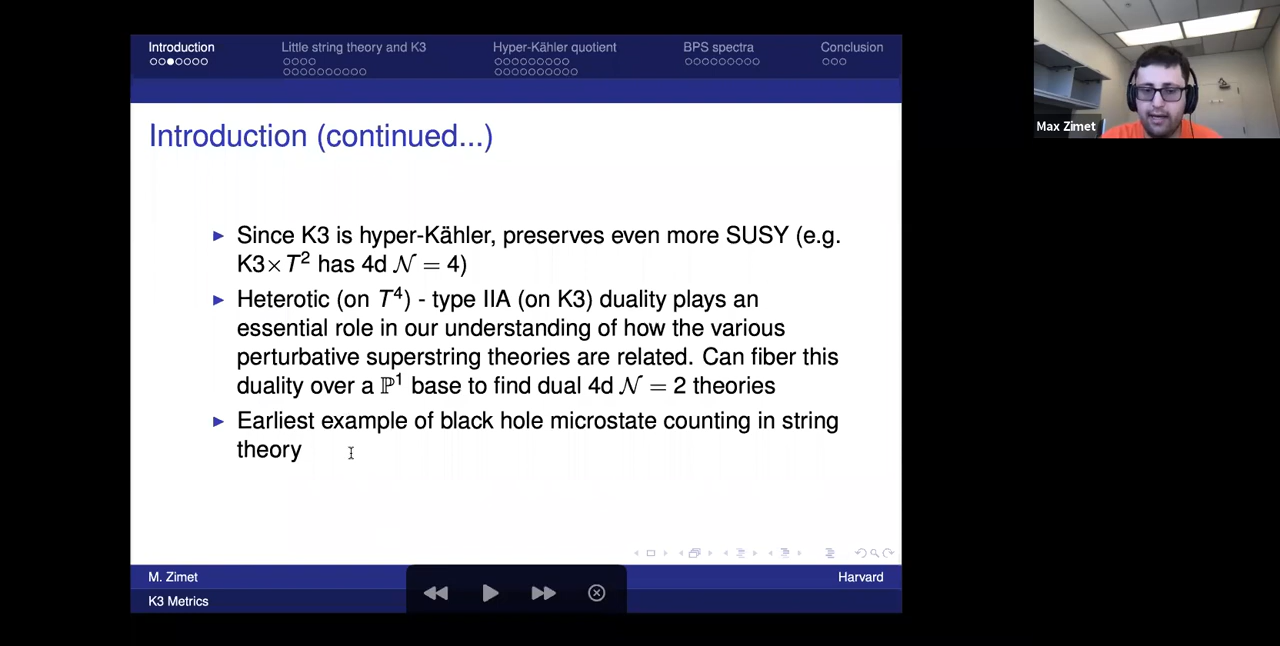 Introduction
Little string theory and K3
Hyper-Kähler quotient
BPS spectra
Conclusion
Max Zimet
Introduction (continued...)
Since K3 is hyper-Kähler, preserves even more SUSY (e.g.
K3×T² has 4d 𝒩 = 4)
Heterotic (on T⁴) - type IIA (on K3) duality plays an
essential role in our understanding of how the various
perturbative superstring theories are related. Can fiber this
duality over a ℙ¹ base to find dual 4d 𝒩 = 2 theories
Earliest example of black hole microstate counting in string
theory
M. Zimet
Harvard
K3 Metrics